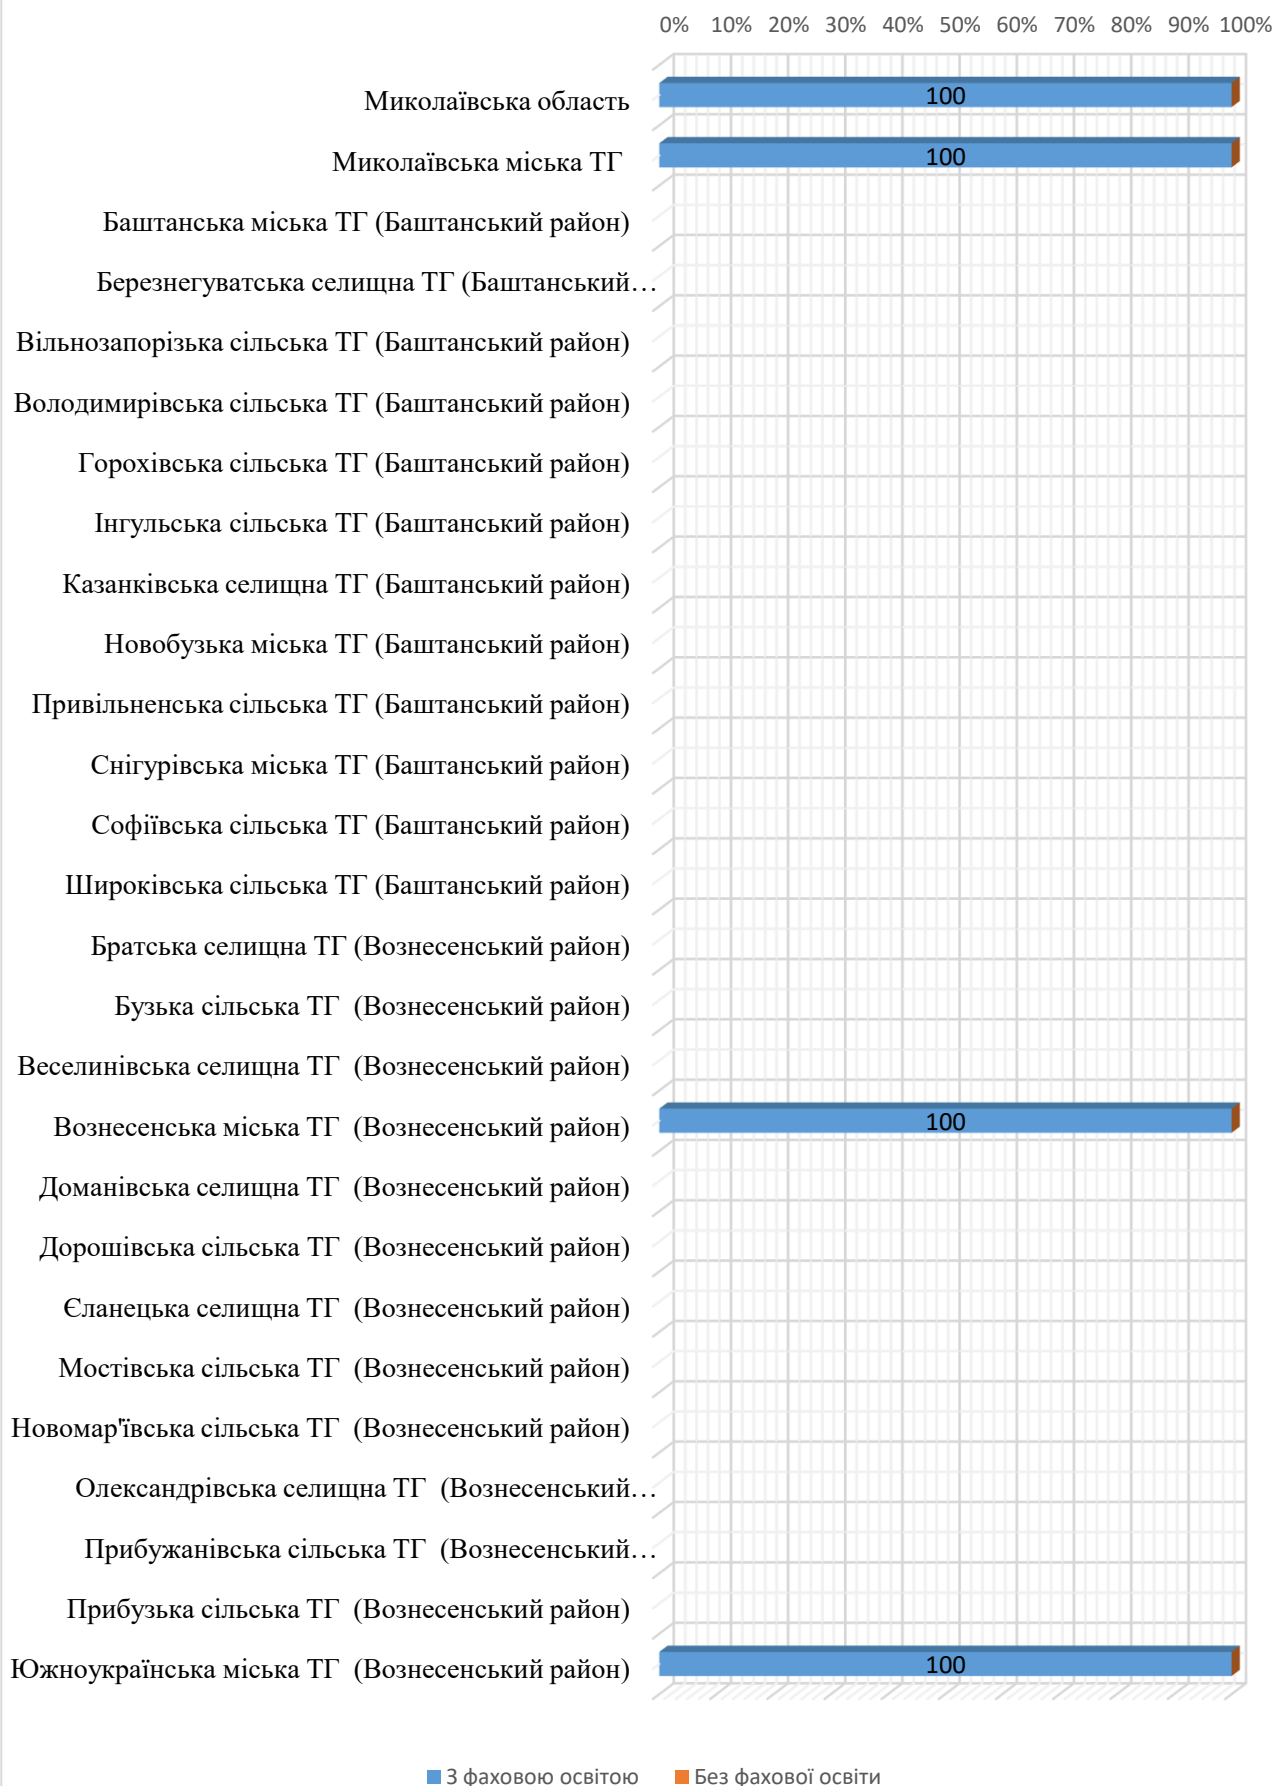 0% 10% 20% 30% 40% 50% 60% 70% 80% 90% 100%
Миколаївська область 100
Миколаївська міська ТГ 100
Баштанська міська ТГ (Баштанський район)
Березнегуватська селищна ТГ (Баштанський…
Вільнозапорізька сільська ТГ (Баштанський район)
Володимирівська сільська ТГ (Баштанський район)
Горохівська сільська ТГ (Баштанський район)
Інгульська сільська ТГ (Баштанський район)
Казанківська селищна ТГ (Баштанський район)
Новобузька міська ТГ (Баштанський район)
Привільненська сільська ТГ (Баштанський район)
Снігурівська міська ТГ (Баштанський район)
Софіївська сільська ТГ (Баштанський район)
Широківська сільська ТГ (Баштанський район)
Братська селищна ТГ (Вознесенський район)
Бузька сільська ТГ (Вознесенський район)
Веселинівська селищна ТГ (Вознесенський район)
Вознесенська міська ТГ (Вознесенський район) 100
Доманівська селищна ТГ (Вознесенський район)
Дорошівська сільська ТГ (Вознесенський район)
Єланецька селищна ТГ (Вознесенський район)
Мостівська сільська ТГ (Вознесенський район)
Новомар'ївська сільська ТГ (Вознесенський район)
Олександрівська селищна ТГ (Вознесенський…
Прибужанівська сільська ТГ (Вознесенський…
Прибузька сільська ТГ (Вознесенський район)
Южноукраїнська міська ТГ (Вознесенський район) 100
З фаховою освітою Без фахової освіти